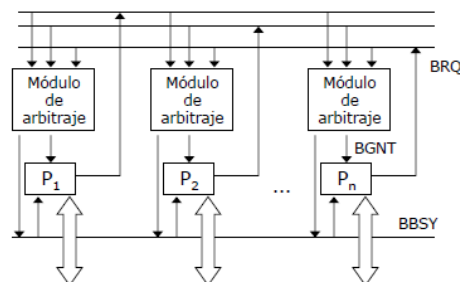 BRQ
Módulo
de
arbitraje
Módulo
de
arbitraje
Módulo
de
arbitraje
BGNT
P1
P2
...
Pn
BBSY